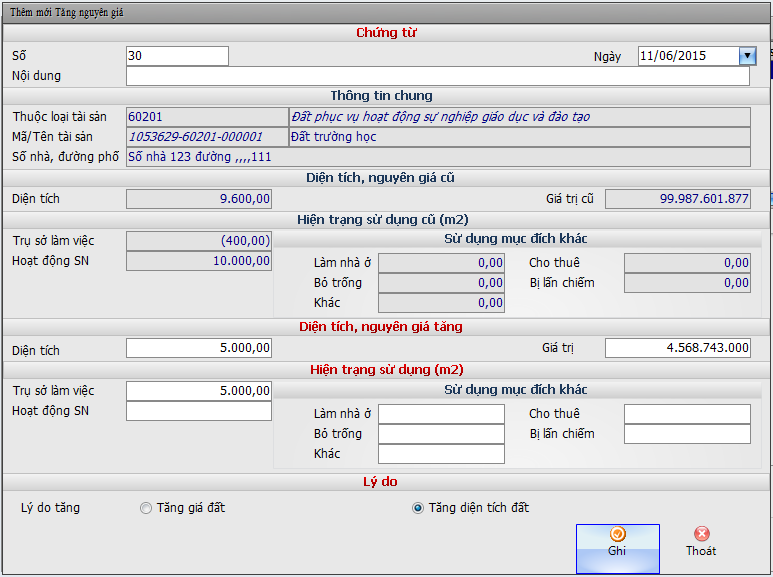 Thêm mới Tăng nguyên giá
Chứng từ
Số 30 Ngày 11/06/2015
Nội dung
Thông tin chung
Thuộc loại tài sản 60201 Đất phục vụ hoạt động sự nghiệp giáo dục và đào tạo
Mã/Tên tài sản 1053629-60201-000001 Đất trường học
Số nhà, đường phố Số nhà 123 đường ,,,,111
Diện tích, nguyên giá cũ
Diện tích 9.600,00 Giá trị cũ 99.987.601.877
Hiện trạng sử dụng cũ (m2)
Trụ sở làm việc (400,00) Sử dụng mục đích khác
Hoạt động SN 10.000,00 Làm nhà ở 0,00 Cho thuê 0,00
Bỏ trống 0,00 Bị lấn chiếm 0,00
Khác 0,00
Diện tích, nguyên giá tăng
Diện tích 5.000,00 Giá trị 4.568.743.000
Hiện trạng sử dụng (m2)
Trụ sở làm việc 5.000,00 Sử dụng mục đích khác
Hoạt động SN Làm nhà ở Cho thuê
Bỏ trống Bị lấn chiếm
Khác
Lý do
Lý do tăng Tăng giá đất Tăng diện tích đất
Ghi Thoát